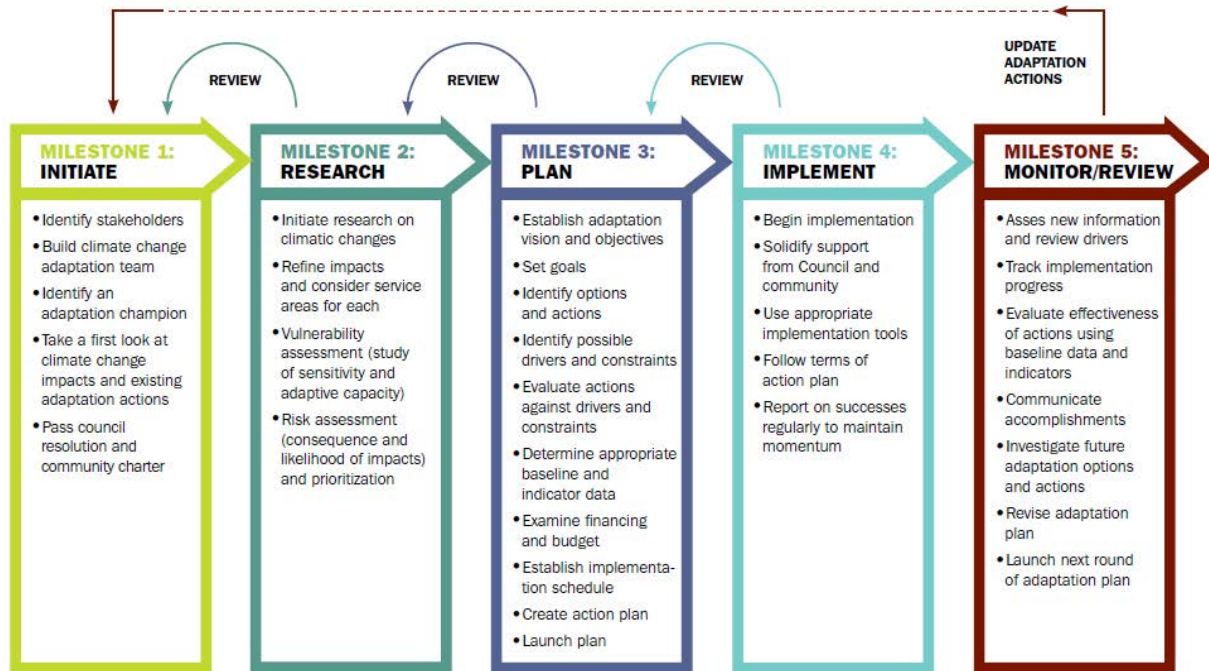 UPDATE
ADAPTATION
ACTIONS
REVIEW
REVIEW
REVIEW
MILESTONE 1:
INITIATE
• Identify stakeholders
• Build climate change
adaptation team
• Identify an
adaptation champion
• Take a first look at
climate change
impacts and existing
adaptation actions
• Pass council
resolution and
community charter
MILESTONE 2:
RESEARCH
• Initiate research on
climatic changes
• Refine impacts
and consider service
areas for each
• Vulnerability
assessment (study
of sensitivity and
adaptive capacity)
• Risk assessment
(consequence and
likelihood of impacts)
and prioritization
MILESTONE 3:
PLAN
• Establish adaptation
vision and objectives
• Set goals
• Identify options
and actions
• Identify possible
drivers and constraints
• Evaluate actions
against drivers and
constraints
• Determine appropriate
baseline and
indicator data
• Examine financing
and budget
• Establish implementa-
tion schedule
• Create action plan
• Launch plan
MILESTONE 4:
IMPLEMENT
• Begin implementation
• Solidify support
from Council and
community
• Use appropriate
implementation tools
• Follow terms of
action plan
• Report on successes
regularly to maintain
momentum
MILESTONE 5:
MONITOR/REVIEW
• Asses new information
and review drivers
• Track implementation
progress
• Evaluate effectiveness
of actions using
baseline data and
indicators
• Communicate
accomplishments
• Investigate future
adaptation options
and actions
• Revise adaptation
plan
• Launch next round
of adaptation plan